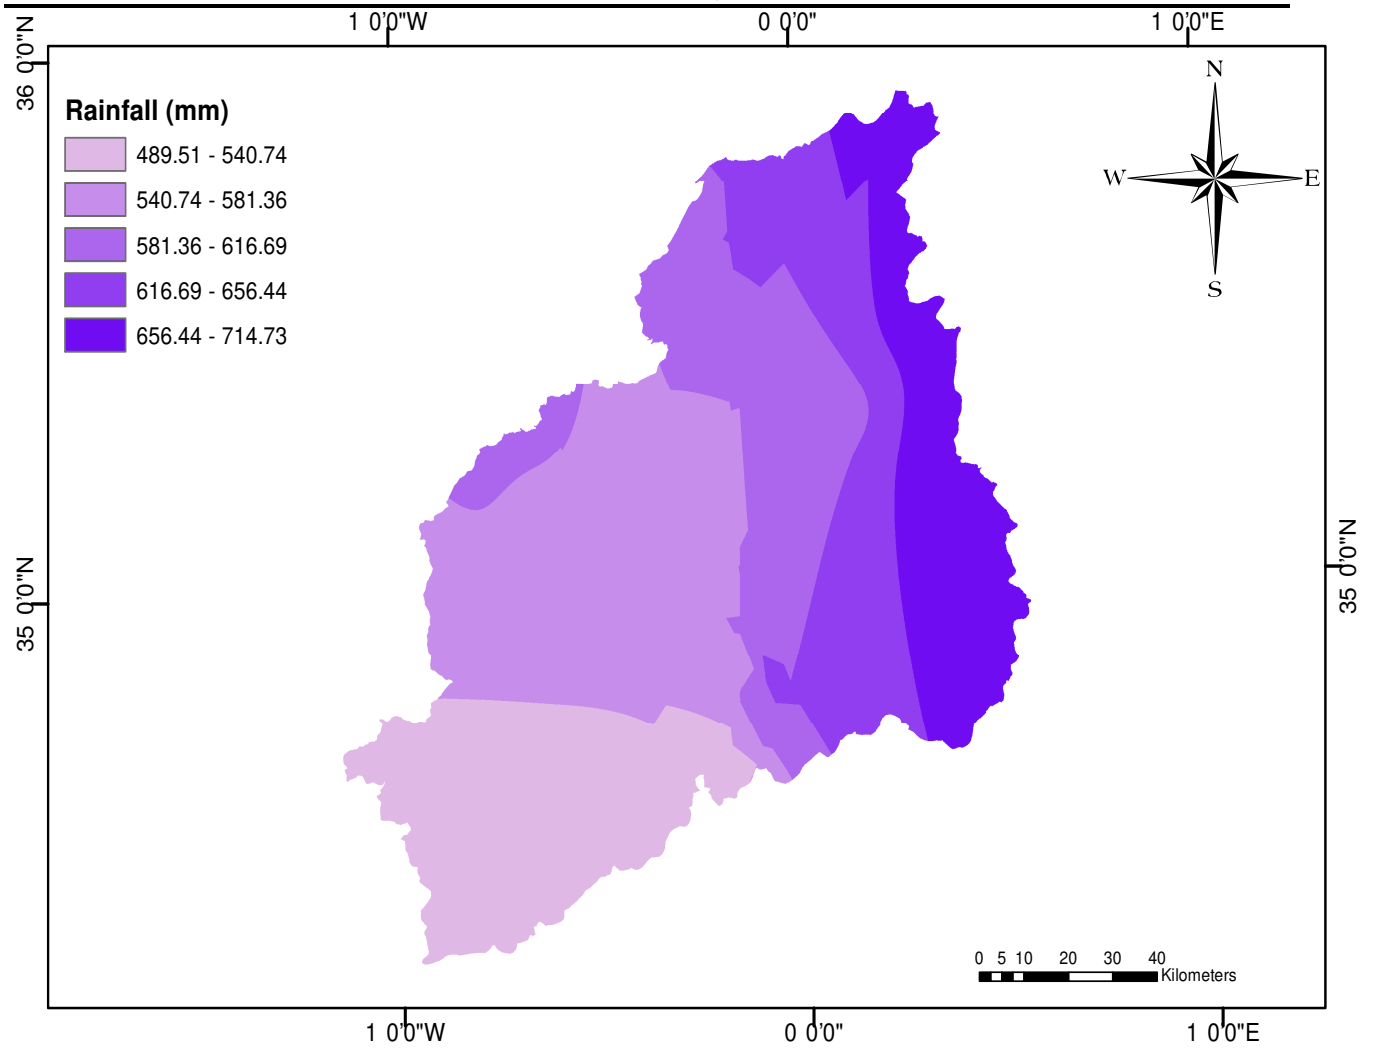 1 0'0"W 0 0'0" 1 0'0"E
36 0'0"N
N
W E
S
Rainfall (mm)
489.51 - 540.74
540.74 - 581.36
581.36 - 616.69
616.69 - 656.44
656.44 - 714.73
35 0'0"N
35 0'0"N
0 5 10 20 30 40
Kilometers
1 0'0"W 0 0'0" 1 0'0"E